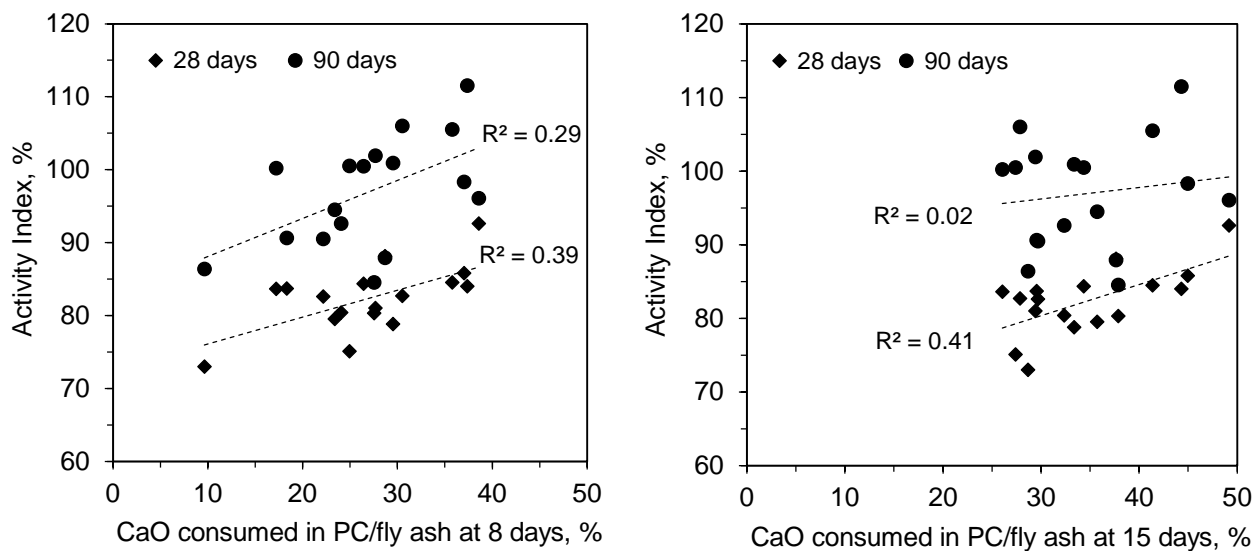 120
110
100
90
80
70
60
Activity Index, %
28 days
90 days
R² = 0.29
R² = 0.39
0
10
20
30
40
50
CaO consumed in PC/fly ash at 8 days, %
120
110
100
90
80
70
60
Activity Index, %
28 days
90 days
R² = 0.02
R² = 0.41
0
10
20
30
40
50
CaO consumed in PC/fly ash at 15 days, %